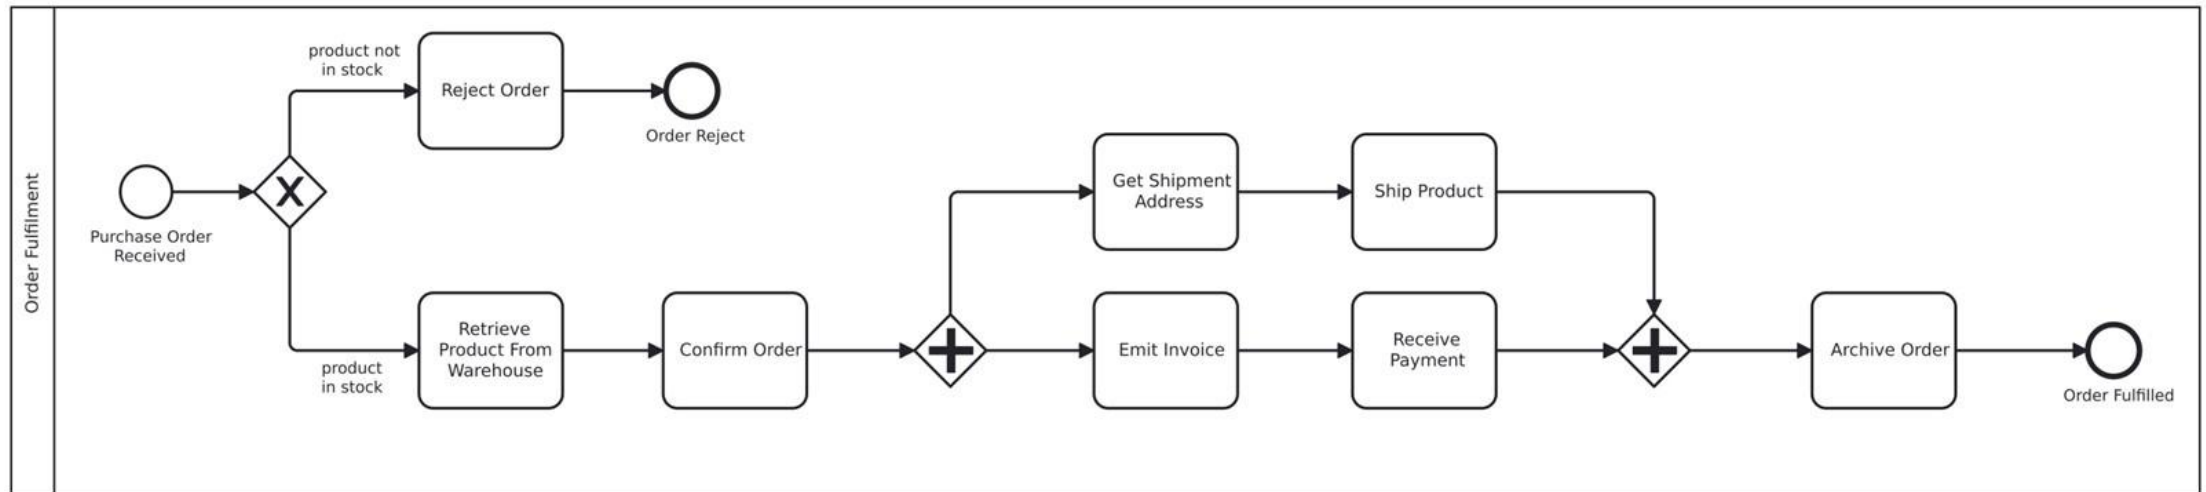 Order Fulfilment
Purchase Order
Received
X
product not
in stock
Reject Order
Order Reject
product
in stock
Retrieve
Product From
Warehouse
Confirm Order
Get Shipment
Address
Ship Product
Emit Invoice
Receive
Payment
Archive Order
Order Fulfilled